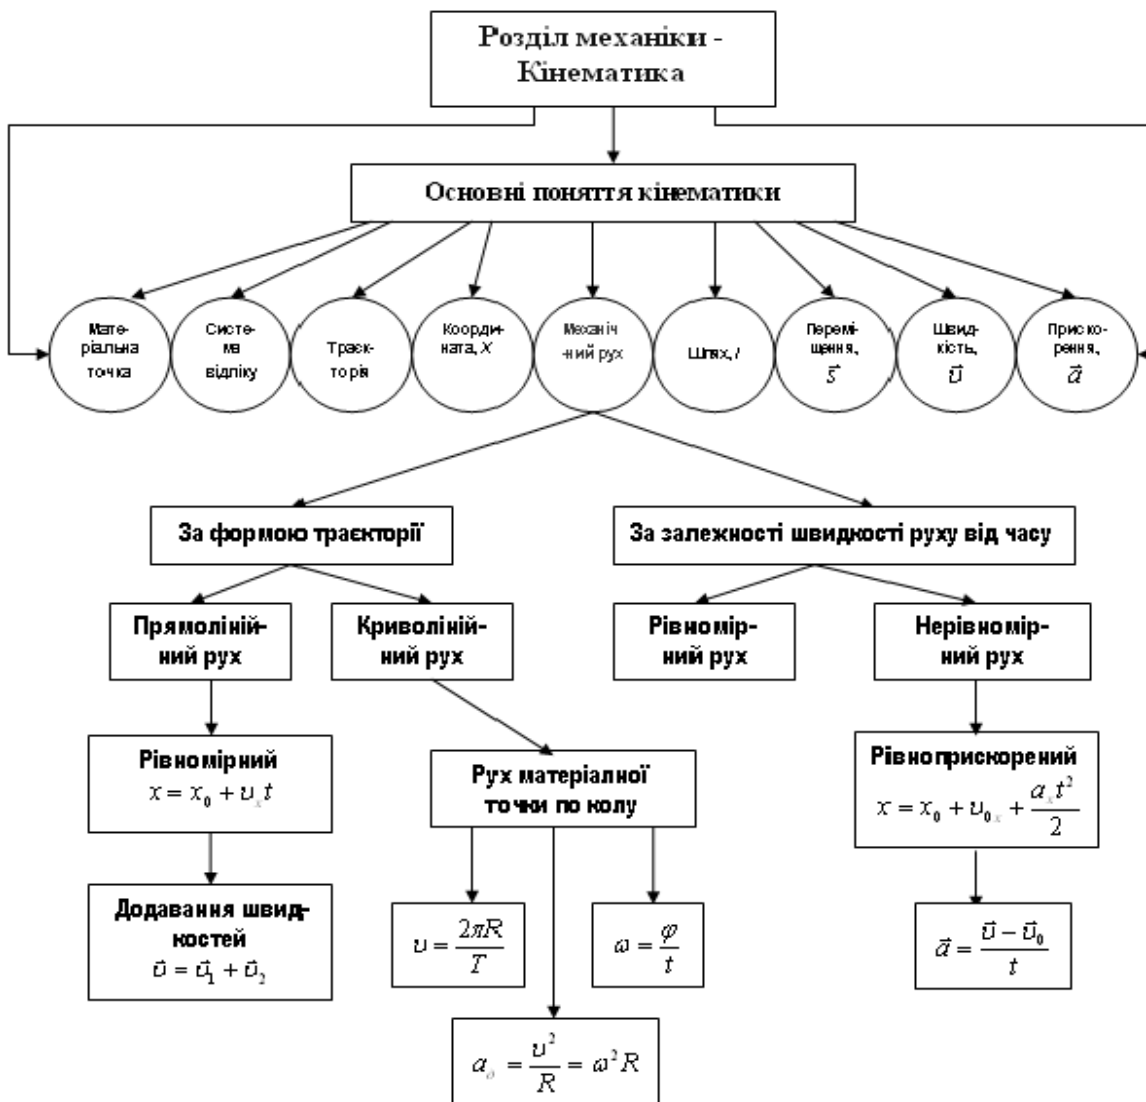 Розділ механіки -
Кінематика
Основні поняття кінематики
Мате-
ріальна
точка
Систе-
ма
відліку
Траєк-
торія
Коорди-
ната, x
Механіч
-ний рух
Шлях, l
Перемі-
щення,
s⃗
Швид-
кість,
υ⃗
Приско-
рення,
a⃗
За формою траєкторії
За залежності швидкості руху від часу
Прямоліній-
ний рух
Криволіній-
ний рух
Рівномір-
ний рух
Нерівномір-
ний рух
Рівномірний
x = x₀ + υₓt
Рух матеріалної
точки по колу
Рівноприскорений
x = x₀ + υ₀ₓ + aₓt²/2
Додавання швид-
костей
υ⃗ = υ⃗₁ + υ⃗₂
υ = 2πR/T
ω = φ/t
a⃗ = (υ⃗ − υ⃗₀)/t
a∂ = υ²/R = ω²R